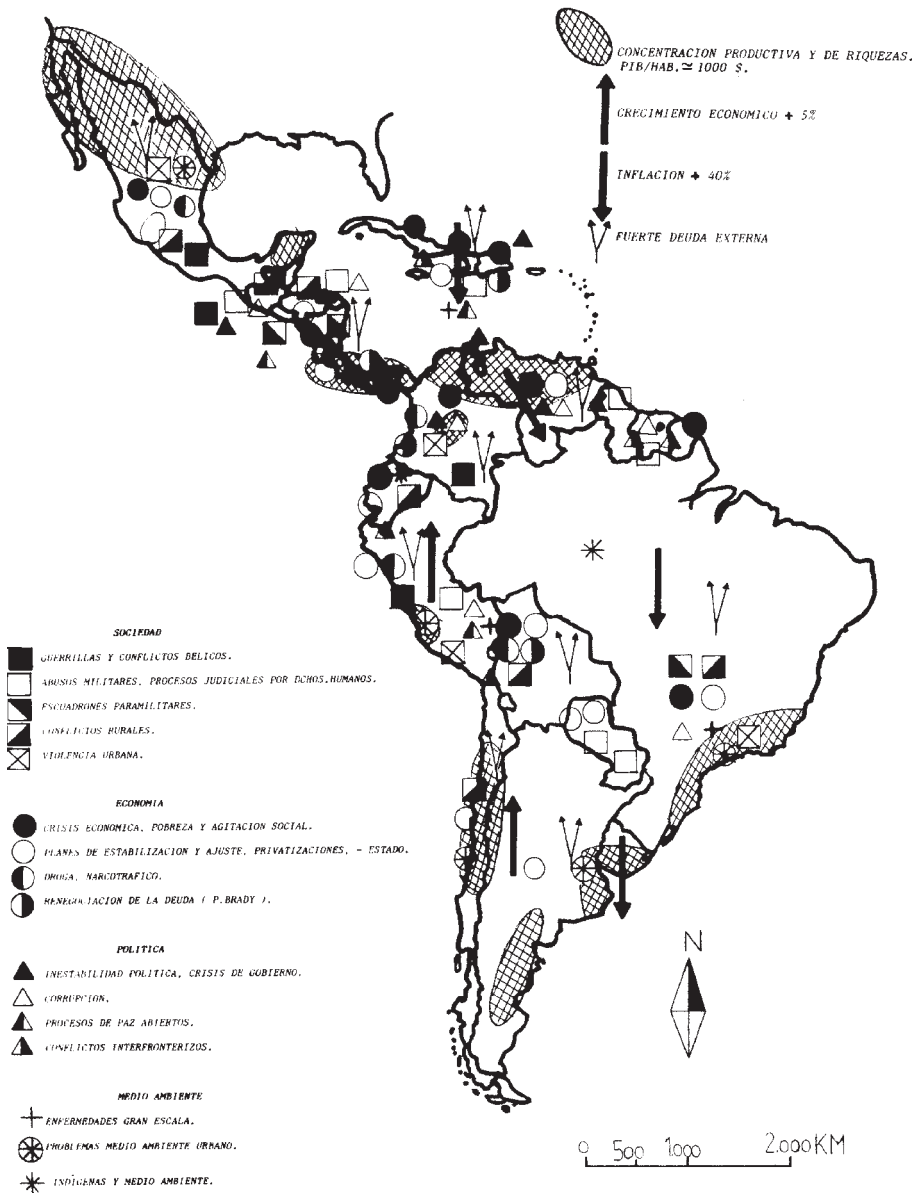 CONCENTRACION PRODUCTIVA Y DE RIQUEZAS.
PIB/HAB. ≃ 1000 $.
CRECIMIENTO ECONOMICO + 5%
INFLACION + 40%
FUERTE DEUDA EXTERNA
SOCIEDAD
GUERRILLAS Y CONFLICTOS BELICOS.
ABUSOS MILITARES, PROCESOS JUDICIALES POR DCHOS.HUMANOS.
ESCUADRONES PARAMILITARES.
CONFLICTOS RURALES.
VIOLENCIA URBANA.
ECONOMIA
CRISIS ECONOMICA, POBREZA Y AGITACION SOCIAL.
PLANES DE ESTABILIZACION Y AJUSTE, PRIVATIZACIONES, - ESTADO.
DROGA, NARCOTRAFICO.
RENEGOCIACION DE LA DEUDA ( P.BRADY ).
POLITICA
INESTABILIDAD POLITICA, CRISIS DE GOBIERNO.
CORRUPCION.
PROCESOS DE PAZ ABIERTOS.
CONFLICTOS INTERFRONTERIZOS.
MEDIO AMBIENTE
ENFERMEDADES GRAN ESCALA.
PROBLEMAS MEDIO AMBIENTE URBANO.
INDÍGENAS Y MEDIO AMBIENTE.
N
0 500 1.000 2.000KM